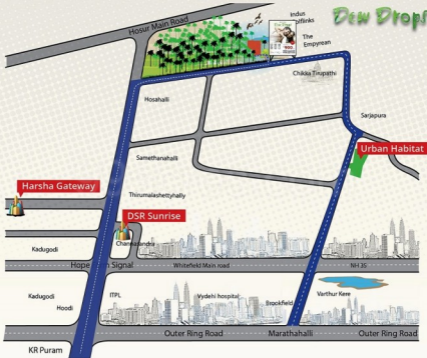 Hosur Main Road
Indus
The
Empyrean
Dew Drops
Chikka Tirupathi
Hosahalli
Sarjapura
Urban Habitat
Samethanahalli
Harsha Gateway
Thirumalashettyhally
DSR Sunrise
Kadugodi
Channasandra
Hope Farm Signal
Whitefield Main road
NH 35
Kadugodi
Hoodi
ITPL
Vydehi hospital
Brookfield
Varthur Kere
Outer Ring Road
Marathahalli
Outer Ring Road
KR Puram